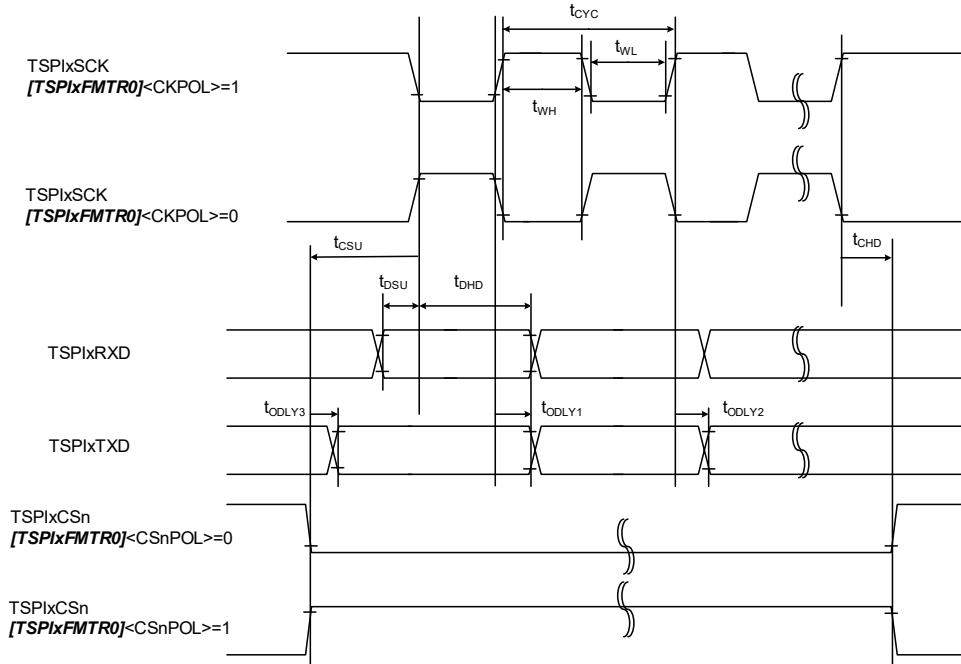 tCYC
tWL
TSPIxSCK
[TSPIxFMTR0]<CKPOL>=1
tWH
TSPIxSCK
[TSPIxFMTR0]<CKPOL>=0
tCSU
tCHD
tDSU
tDHD
TSPIxRXD
tODLY3
tODLY1
tODLY2
TSPIxTXD
TSPIxCSn
[TSPIxFMTR0]<CSnPOL>=0
TSPIxCSn
[TSPIxFMTR0]<CSnPOL>=1